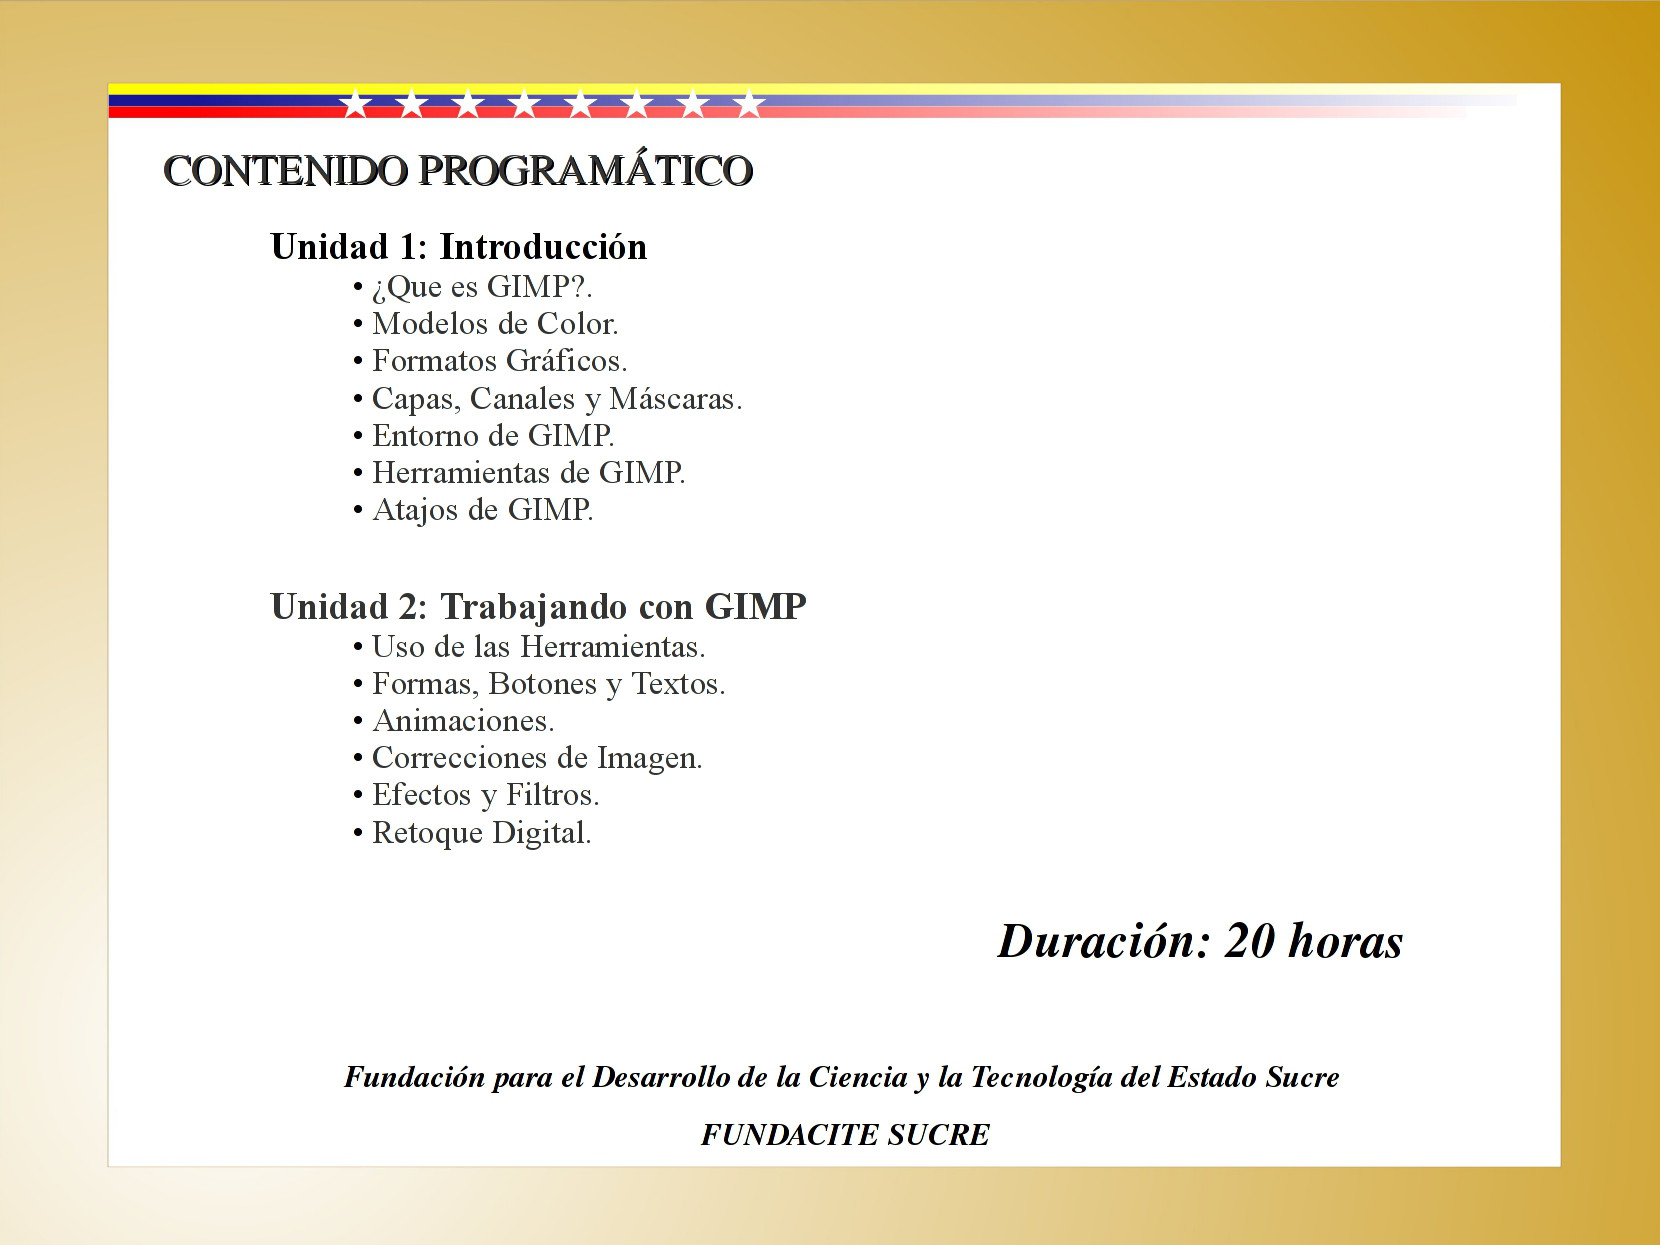 CONTENIDO PROGRAMÁTICO
Unidad 1: Introducción
• ¿Que es GIMP?.
• Modelos de Color.
• Formatos Gráficos.
• Capas, Canales y Máscaras.
• Entorno de GIMP.
• Herramientas de GIMP.
• Atajos de GIMP.
Unidad 2: Trabajando con GIMP
• Uso de las Herramientas.
• Formas, Botones y Textos.
• Animaciones.
• Correcciones de Imagen.
• Efectos y Filtros.
• Retoque Digital.
Duración: 20 horas
Fundación para el Desarrollo de la Ciencia y la Tecnología del Estado Sucre
FUNDACITE SUCRE